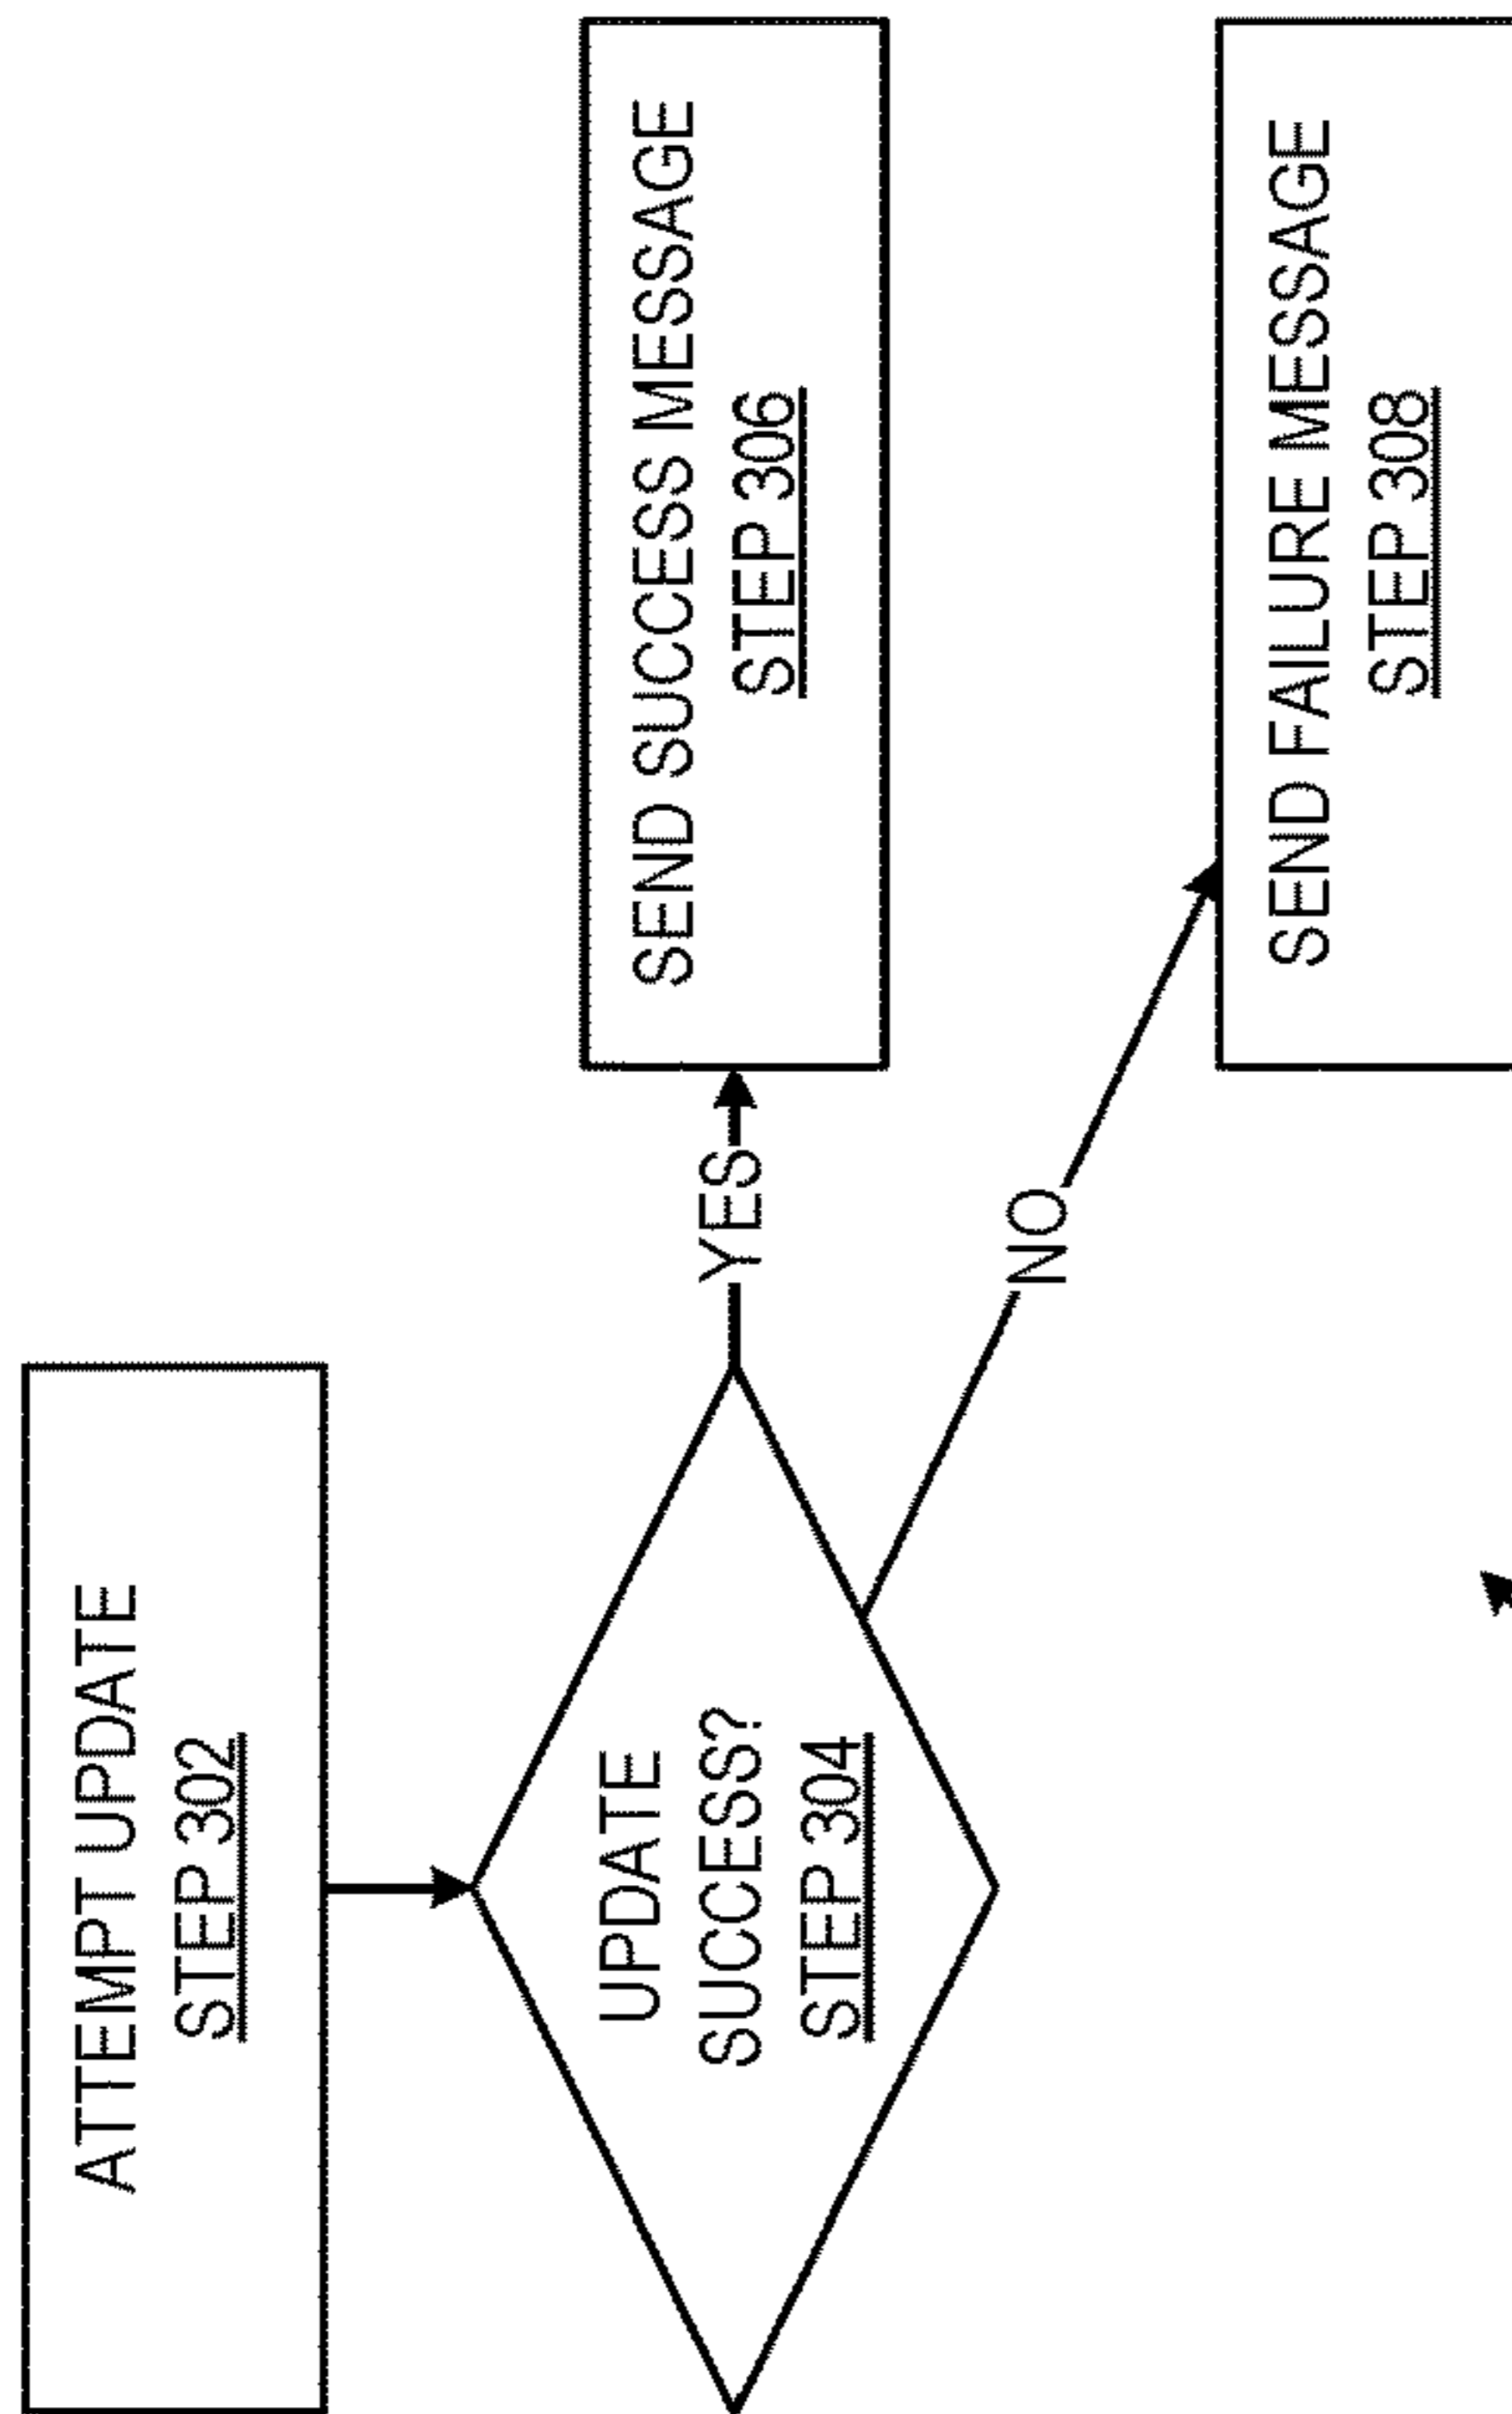 ATTEMPT UPDATE
STEP 302
UPDATE
SUCCESS?
STEP 304
YES
SEND SUCCESS MESSAGE
STEP 306
NO
SEND FAILURE MESSAGE
STEP 308